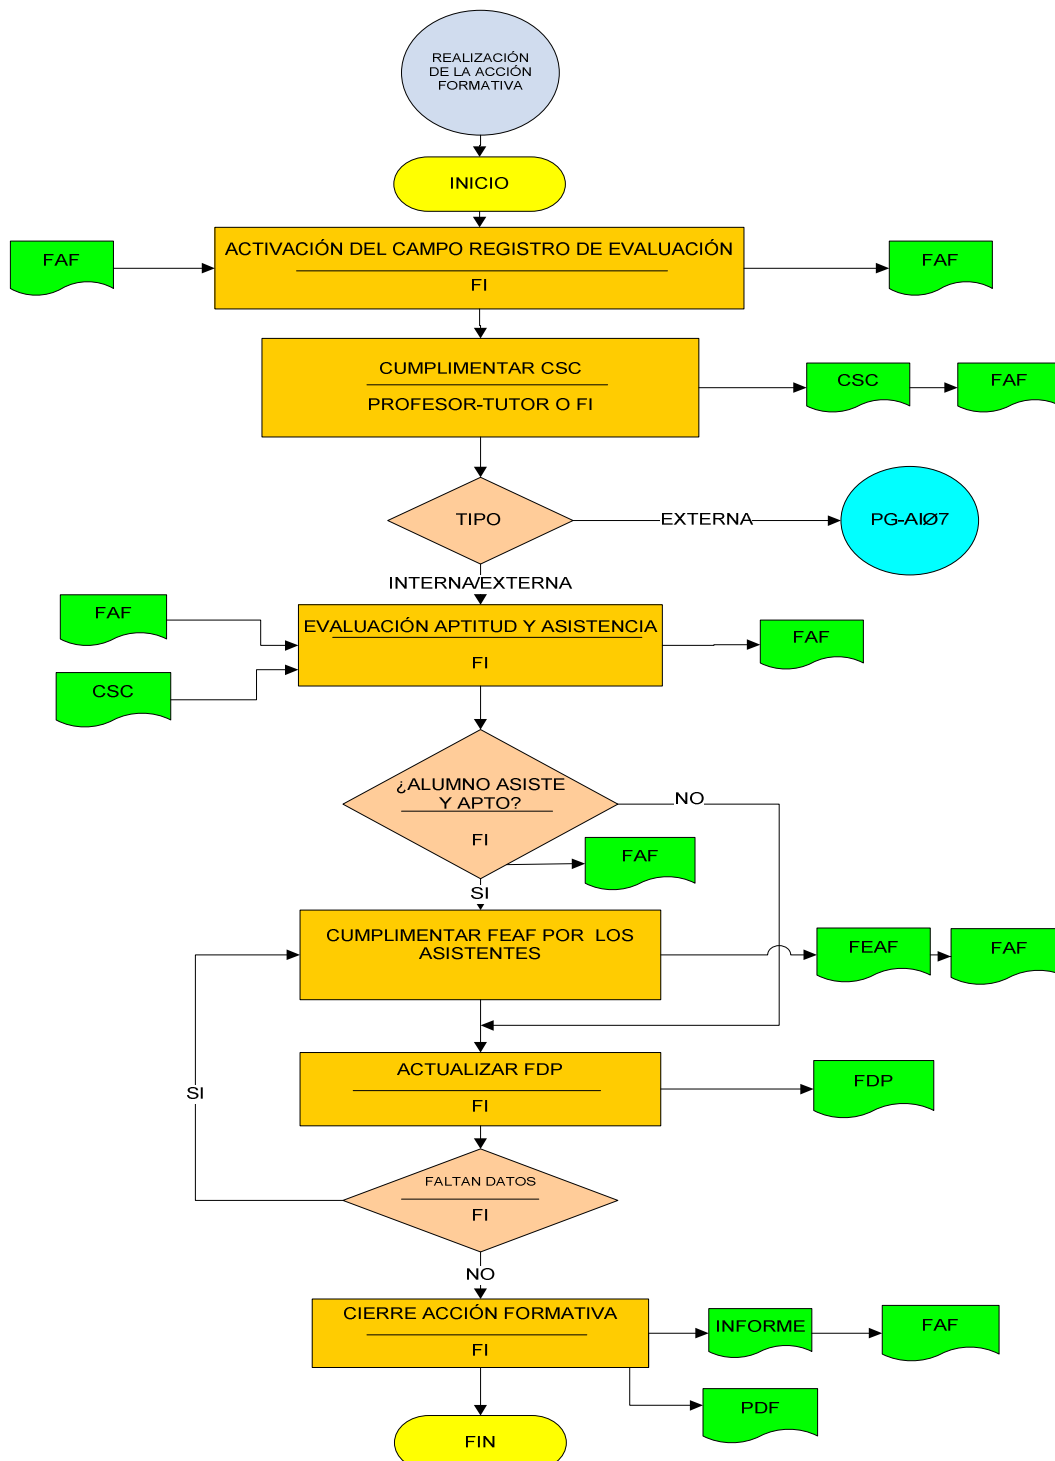 REALIZACIÓN
DE LA ACCIÓN
FORMATIVA
INICIO
ACTIVACIÓN DEL CAMPO REGISTRO DE EVALUACIÓN
FI
FAF
FAF
CUMPLIMENTAR CSC
PROFESOR-TUTOR O FI
CSC
FAF
TIPO
EXTERNA
PG-AIØ7
INTERNA/EXTERNA
FAF
CSC
EVALUACIÓN APTITUD Y ASISTENCIA
FI
FAF
¿ALUMNO ASISTE
Y APTO?
FI
NO
FAF
SI
CUMPLIMENTAR FEAF POR LOS
ASISTENTES
FEAF
FAF
ACTUALIZAR FDP
FI
FDP
SI
FALTAN DATOS
FI
NO
CIERRE ACCIÓN FORMATIVA
FI
INFORME
FAF
PDF
FIN